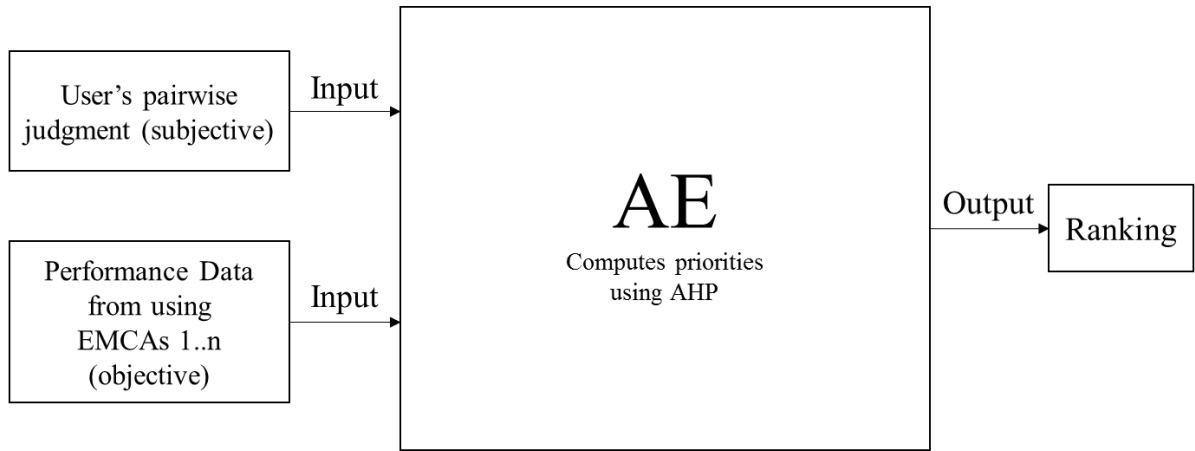 User’s pairwise
judgment (subjective)
Input
Performance Data
from using
EMCAs 1..n
(objective)
Input
AE
Computes priorities
using AHP
Output
Ranking